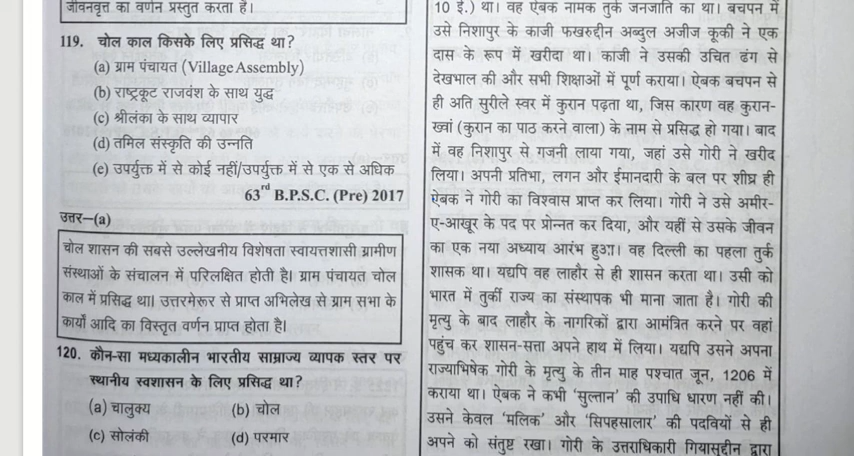 जीवनवृत्त का वर्णन प्रस्तुत करता है।
119. चोल काल किसके लिए प्रसिद्ध था?
(a) ग्राम पंचायत (Village Assembly)
(b) राष्ट्रकूट राजवंश के साथ युद्ध
(c) श्रीलंका के साथ व्यापार
(d) तमिल संस्कृति की उन्नति
(e) उपर्युक्त में से कोई नहीं/उपर्युक्त में से एक से अधिक
63rd B.P.S.C. (Pre) 2017
उत्तर—(a)
चोल शासन की सबसे उल्लेखनीय विशेषता स्वायत्तशासी ग्रामीण
संस्थाओं के संचालन में परिलक्षित होती है। ग्राम पंचायत चोल
काल में प्रसिद्ध था। उत्तरमेरूर से प्राप्त अभिलेख से ग्राम सभा के
कार्यों आदि का विस्तृत वर्णन प्राप्त होता है।
120. कौन-सा मध्यकालीन भारतीय साम्राज्य व्यापक स्तर पर
स्थानीय स्वशासन के लिए प्रसिद्ध था?
(a) चालुक्य (b) चोल
(c) सोलंकी (d) परमार
10 ई.) था। वह ऐबक नामक तुर्क जनजाति का था। बचपन में
उसे निशापुर के काजी फखरुद्दीन अब्दुल अजीज कूकी ने एक
दास के रूप में खरीदा था। काजी ने उसकी उचित ढंग से
देखभाल की और सभी शिक्षाओं में पूर्ण कराया। ऐबक बचपन से
ही अति सुरीले स्वर में कुरान पढ़ता था, जिस कारण वह कुरान-
ख्वां (कुरान का पाठ करने वाला) के नाम से प्रसिद्ध हो गया। बाद
में वह निशापुर से गजनी लाया गया, जहां उसे गोरी ने खरीद
लिया। अपनी प्रतिभा, लगन और ईमानदारी के बल पर शीघ्र ही
ऐबक ने गोरी का विश्वास प्राप्त कर लिया। गोरी ने उसे अमीर-
ए-आखूर के पद पर प्रोन्नत कर दिया, और यहीं से उसके जीवन
का एक नया अध्याय आरंभ हुआ। वह दिल्ली का पहला तुर्क
शासक था। यद्यपि वह लाहौर से ही शासन करता था। उसी को
भारत में तुर्की राज्य का संस्थापक भी माना जाता है। गोरी की
मृत्यु के बाद लाहौर के नागरिकों द्वारा आमंत्रित करने पर वहां
पहुंच कर शासन-सत्ता अपने हाथ में लिया। यद्यपि उसने अपना
राज्याभिषेक गोरी के मृत्यु के तीन माह पश्चात जून, 1206 में
कराया था। ऐबक ने कभी 'सुल्तान' की उपाधि धारण नहीं की।
उसने केवल 'मलिक' और 'सिपहसालार' की पदवियों से ही
अपने को संतुष्ट रखा। गोरी के उत्तराधिकारी गियासुद्दीन द्वारा